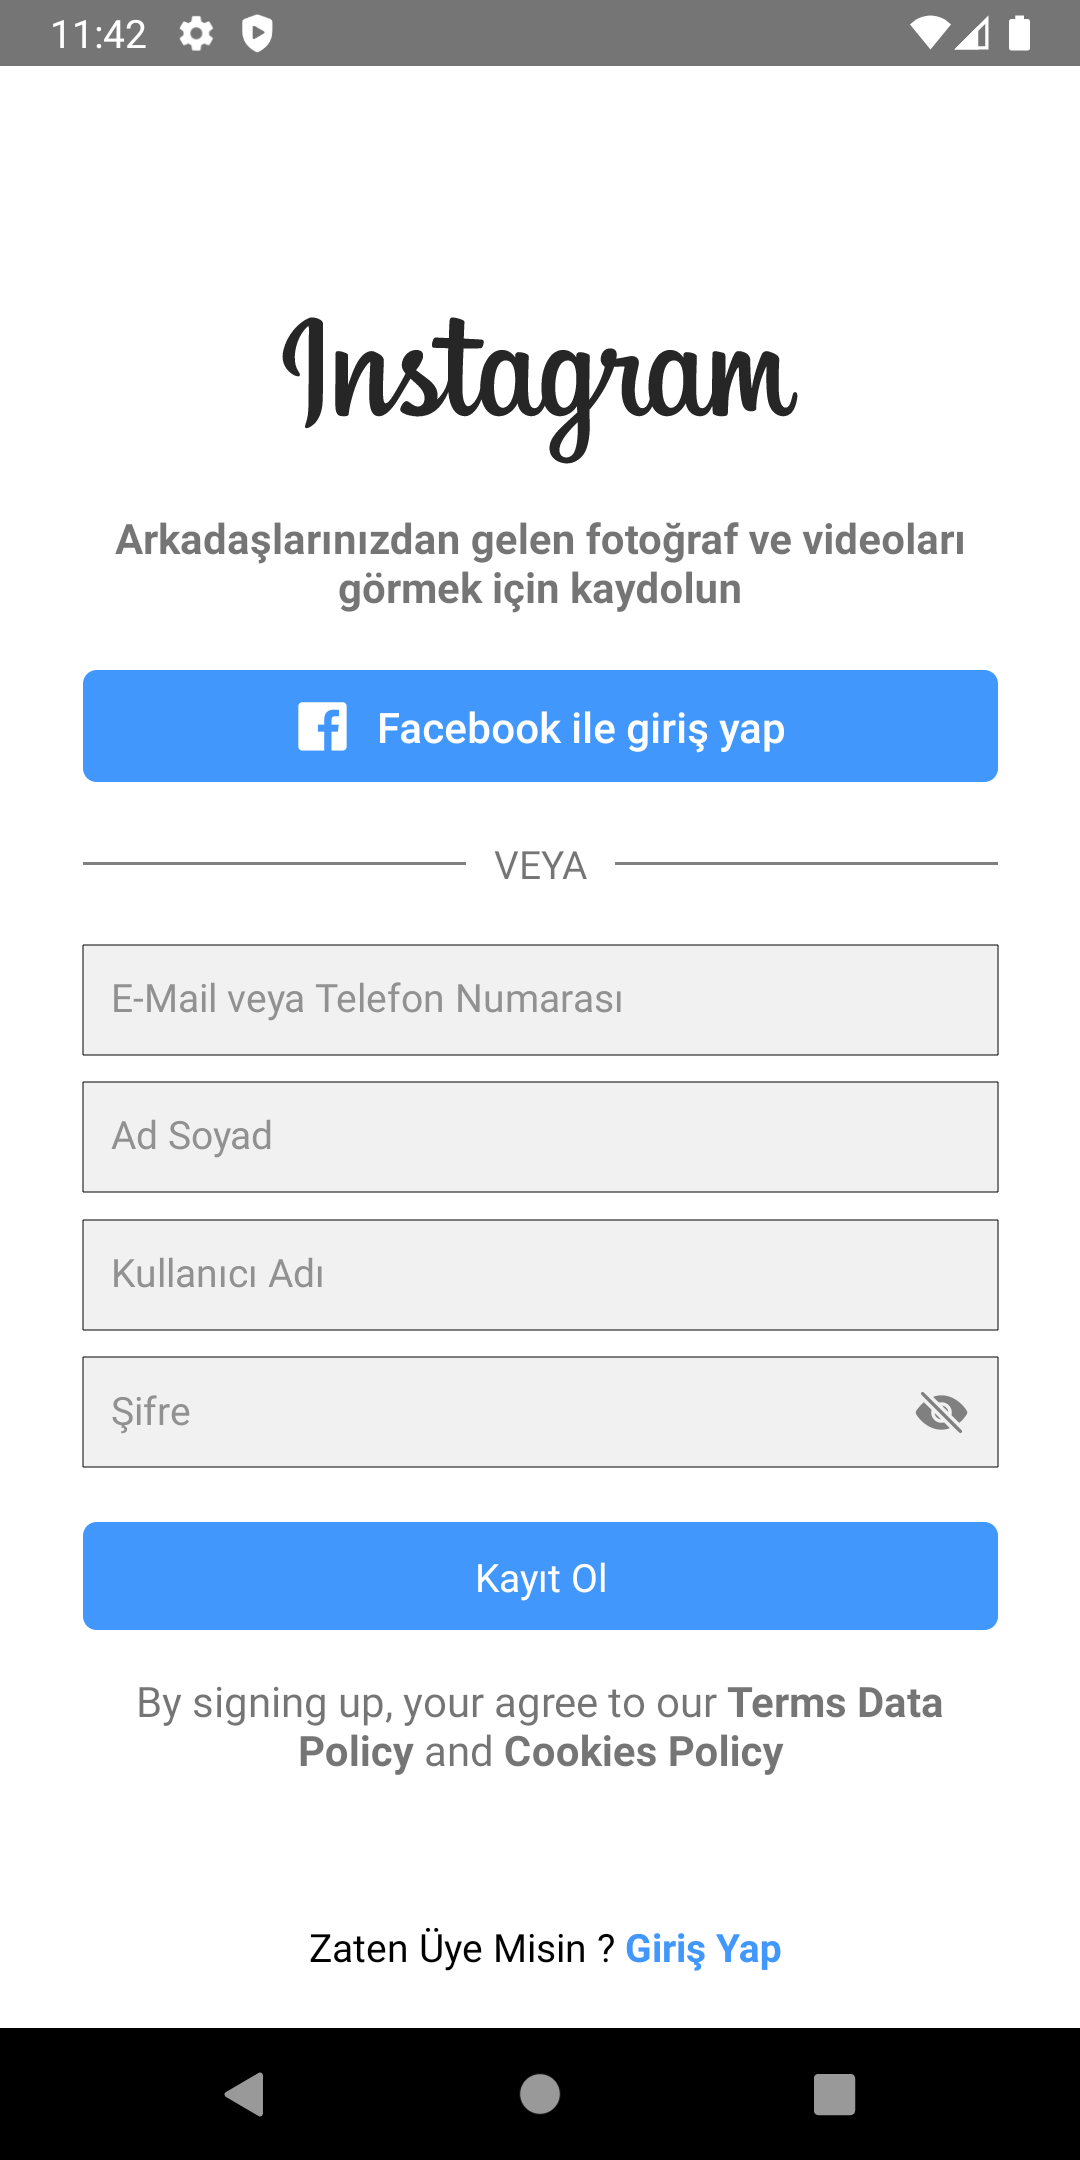 11:42
Instagram
Arkadaşlarınızdan gelen fotoğraf ve videoları
görmek için kaydolun
Facebook ile giriş yap
VEYA
E-Mail veya Telefon Numarası
Ad Soyad
Kullanıcı Adı
Şifre
Kayıt Ol
By signing up, your agree to our Terms Data
Policy and Cookies Policy
Zaten Üye Misin ? Giriş Yap